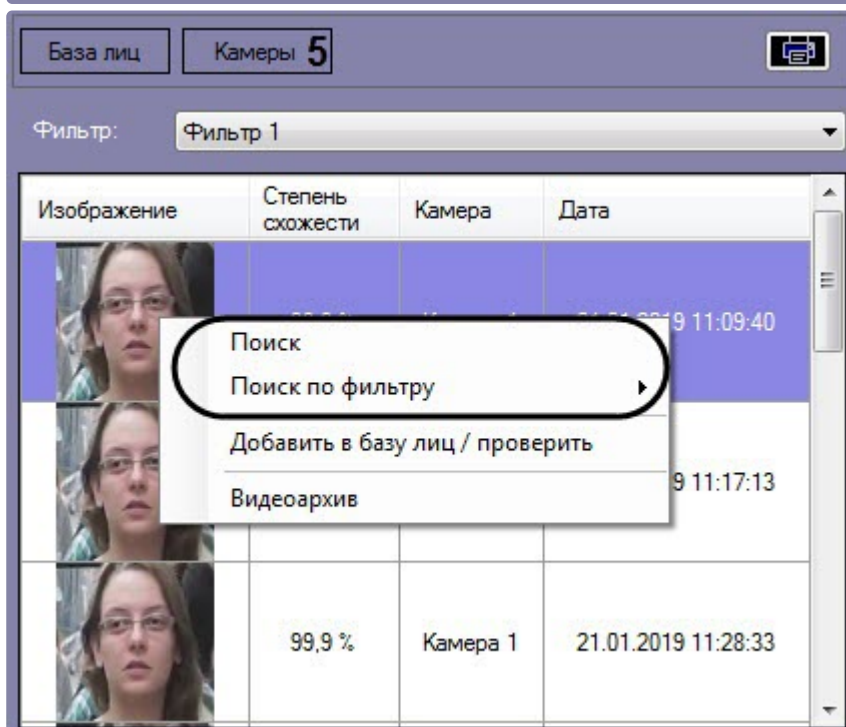 База лиц Камеры 5
Фильтр: Фильтр 1
Изображение Степень схожести Камера Дата
9 11:09:40
Поиск
Поиск по фильтру
Добавить в базу лиц / проверить
9 11:17:13
Видеоархив
99,9 % Камера 1 21.01.2019 11:28:33